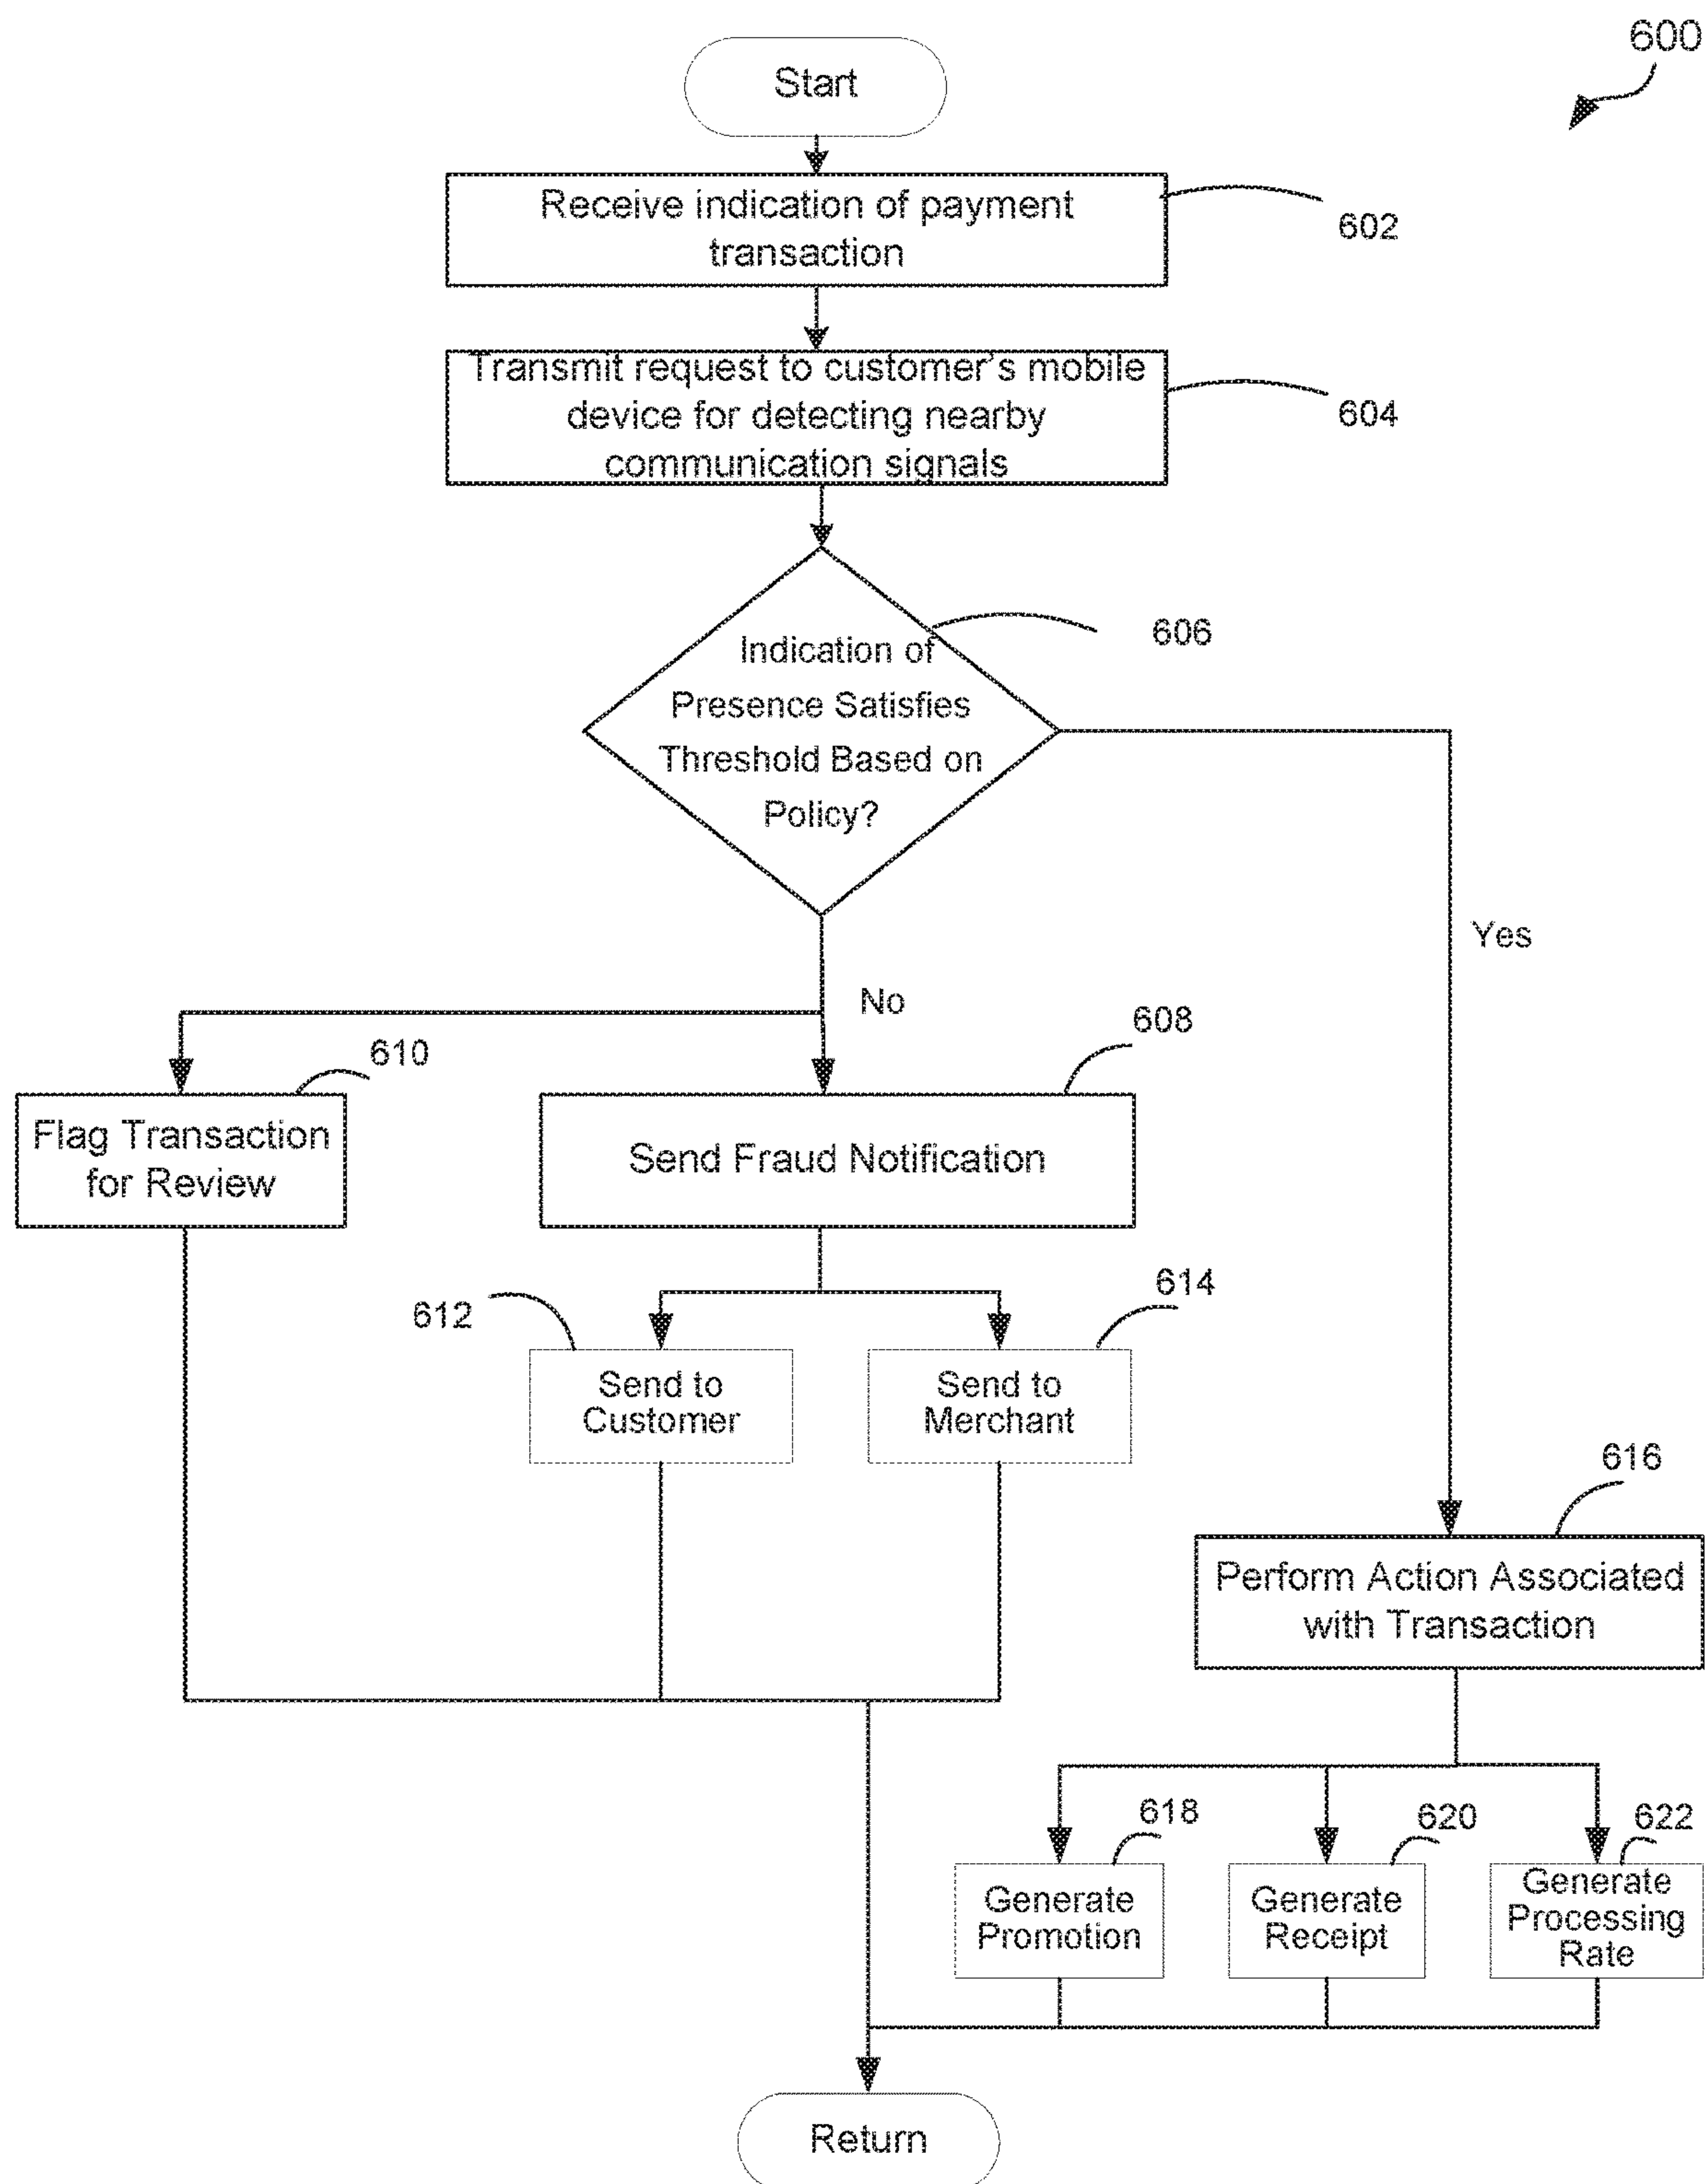 600
Start
Receive indication of payment
transaction
602
Transmit request to customer's mobile
device for detecting nearby
communication signals
604
606
Indication of
Presence Satisfies
Threshold Based on
Policy?
Yes
No
608
610
Flag Transaction
for Review
Send Fraud Notification
612
614
Send to
Customer
Send to
Merchant
616
Perform Action Associated
with Transaction
618
620
622
Generate
Promotion
Generate
Receipt
Generate
Processing
Rate
Return